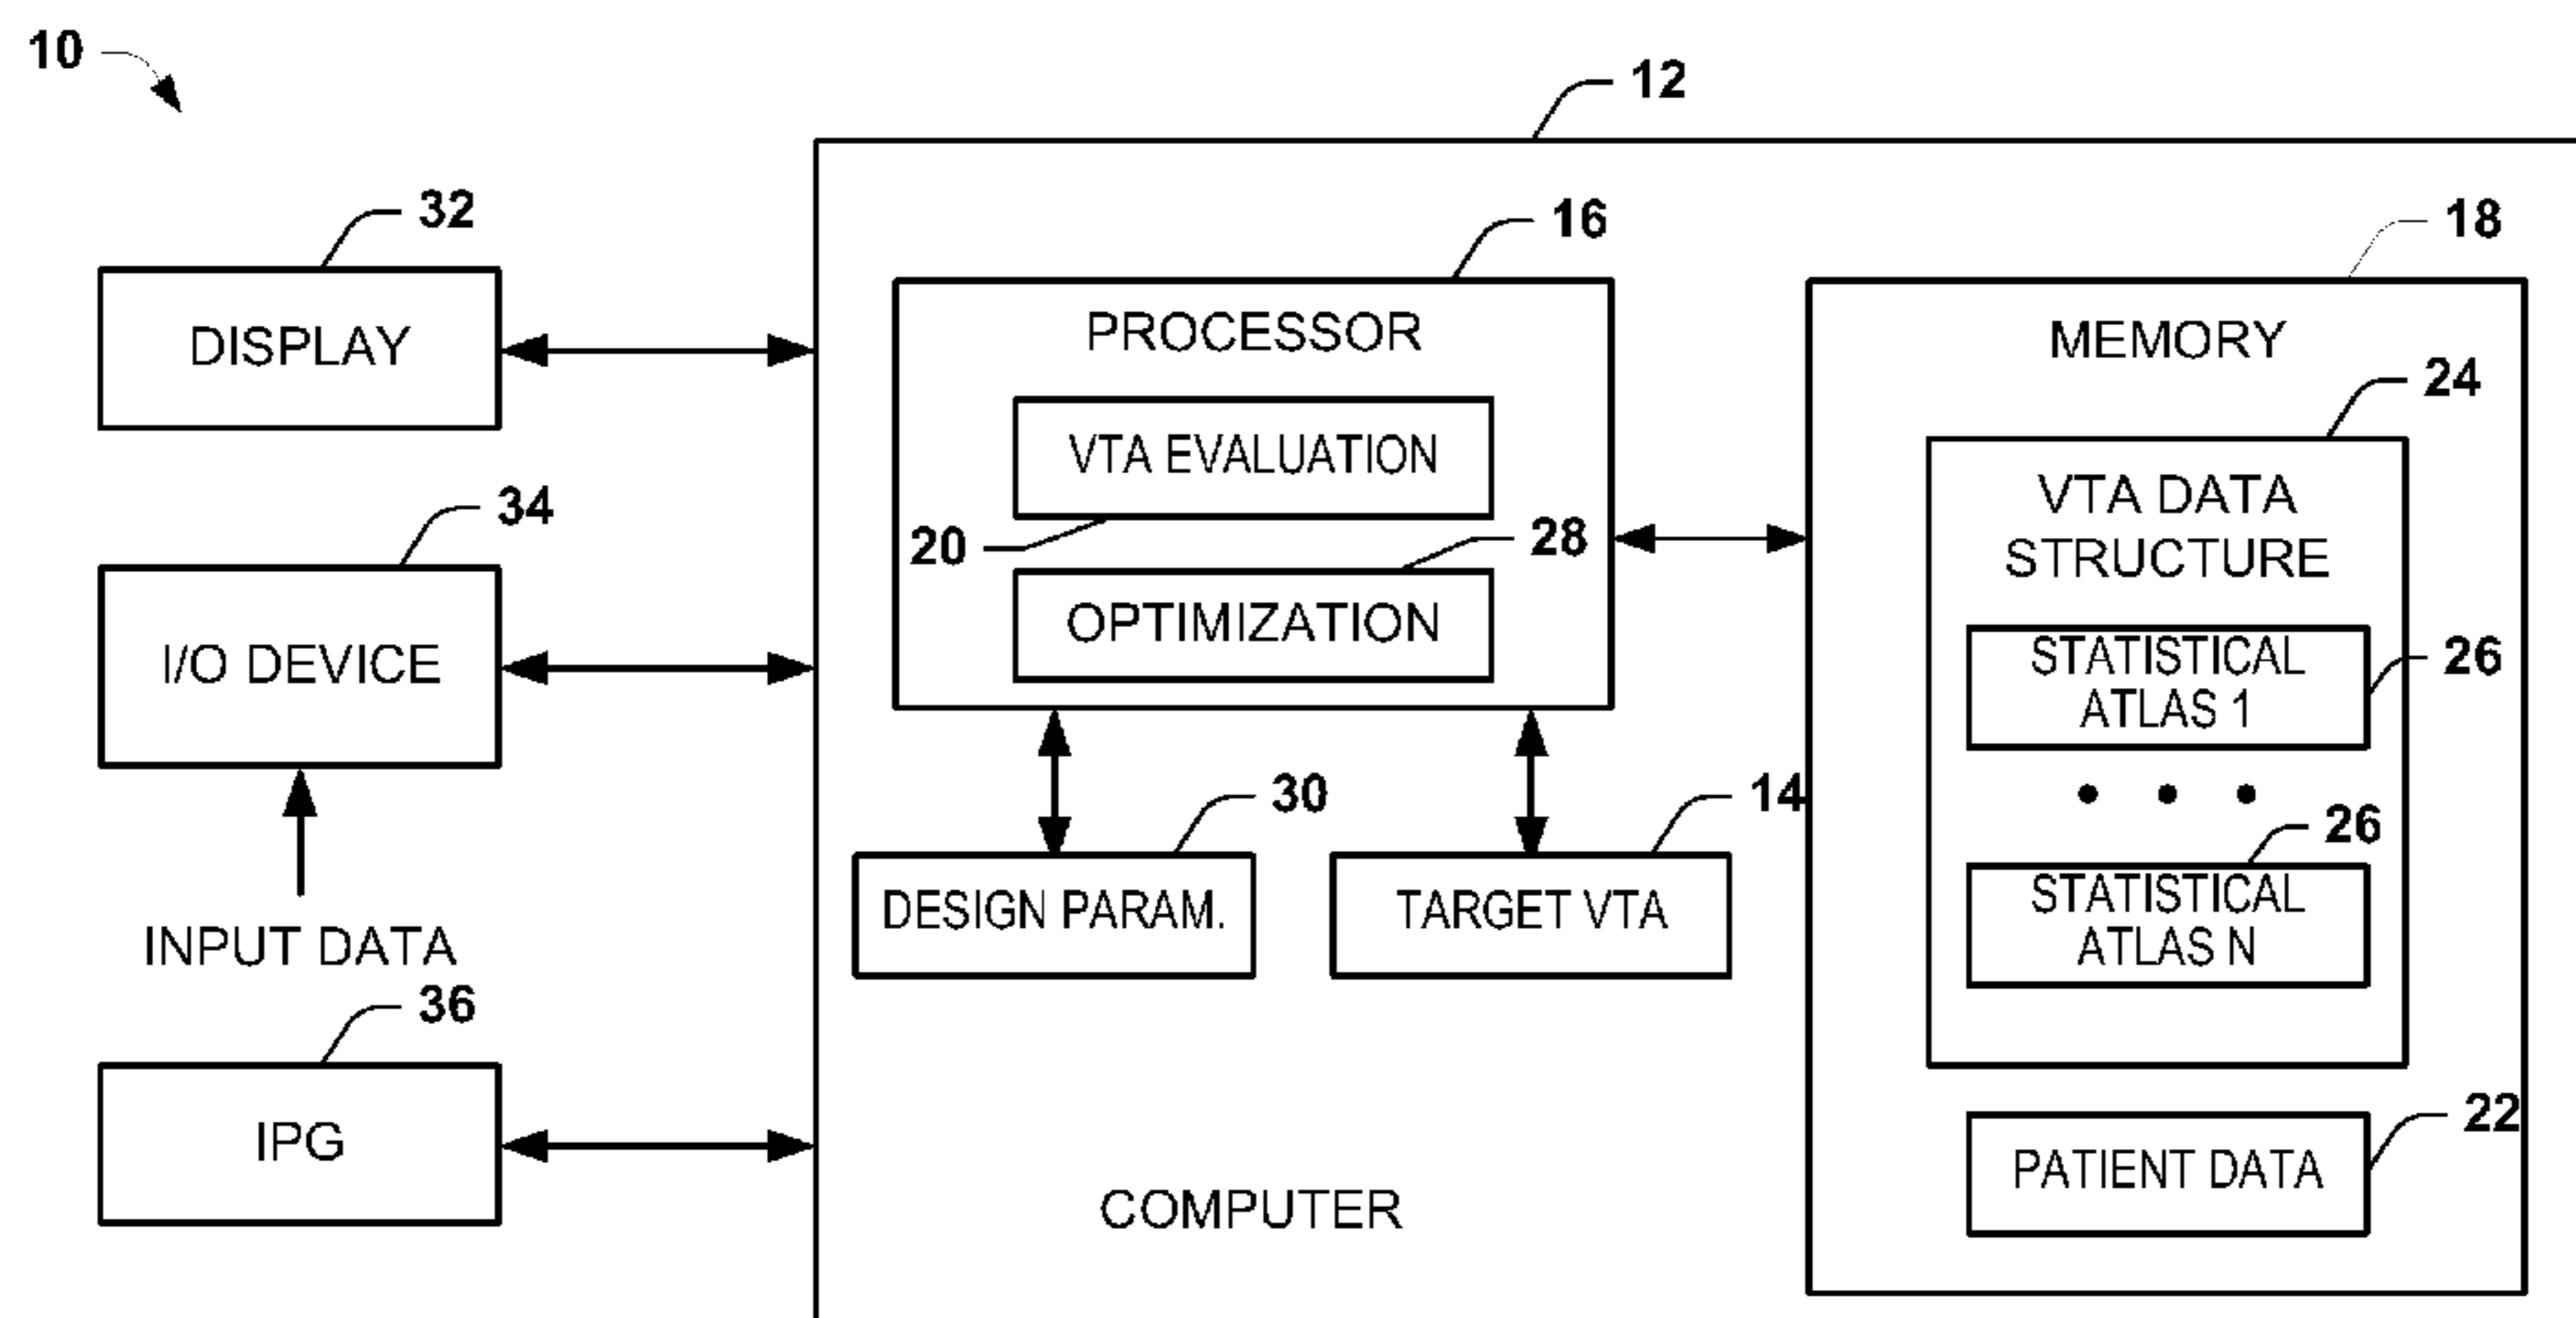 10
12
32
16
18
DISPLAY
PROCESSOR
MEMORY
24
VTA EVALUATION
VTA DATA
STRUCTURE
34
20
28
I/O DEVICE
OPTIMIZATION
STATISTICAL
ATLAS 1
26
30
14
• • •
26
INPUT DATA
DESIGN PARAM.
TARGET VTA
STATISTICAL
ATLAS N
36
IPG
22
PATIENT DATA
COMPUTER